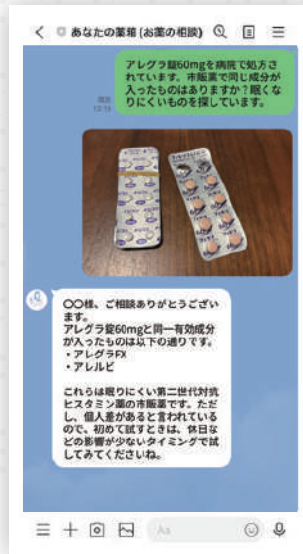 あなたの薬箱 (お薬の相談)
アレグラ錠60mgを病院で処方さ
れています。市販薬で同じ成分が
入ったものはありますか？眠くな
りにくいものを探しています。
既読
〇〇様、ご相談ありがとうござい
ます。
アレグラ錠60mgと同一有効成分
が入ったものは以下の通りです。
・アレグラFX
・アレルビ
これらは眠りにくい第二世代対抗
ヒスタミン薬の市販薬です。ただ
し、個人差があると言われている
ので、初めて試すときは、休日な
どの影響が少ないタイミングで試
してみてくださいね。
Aa